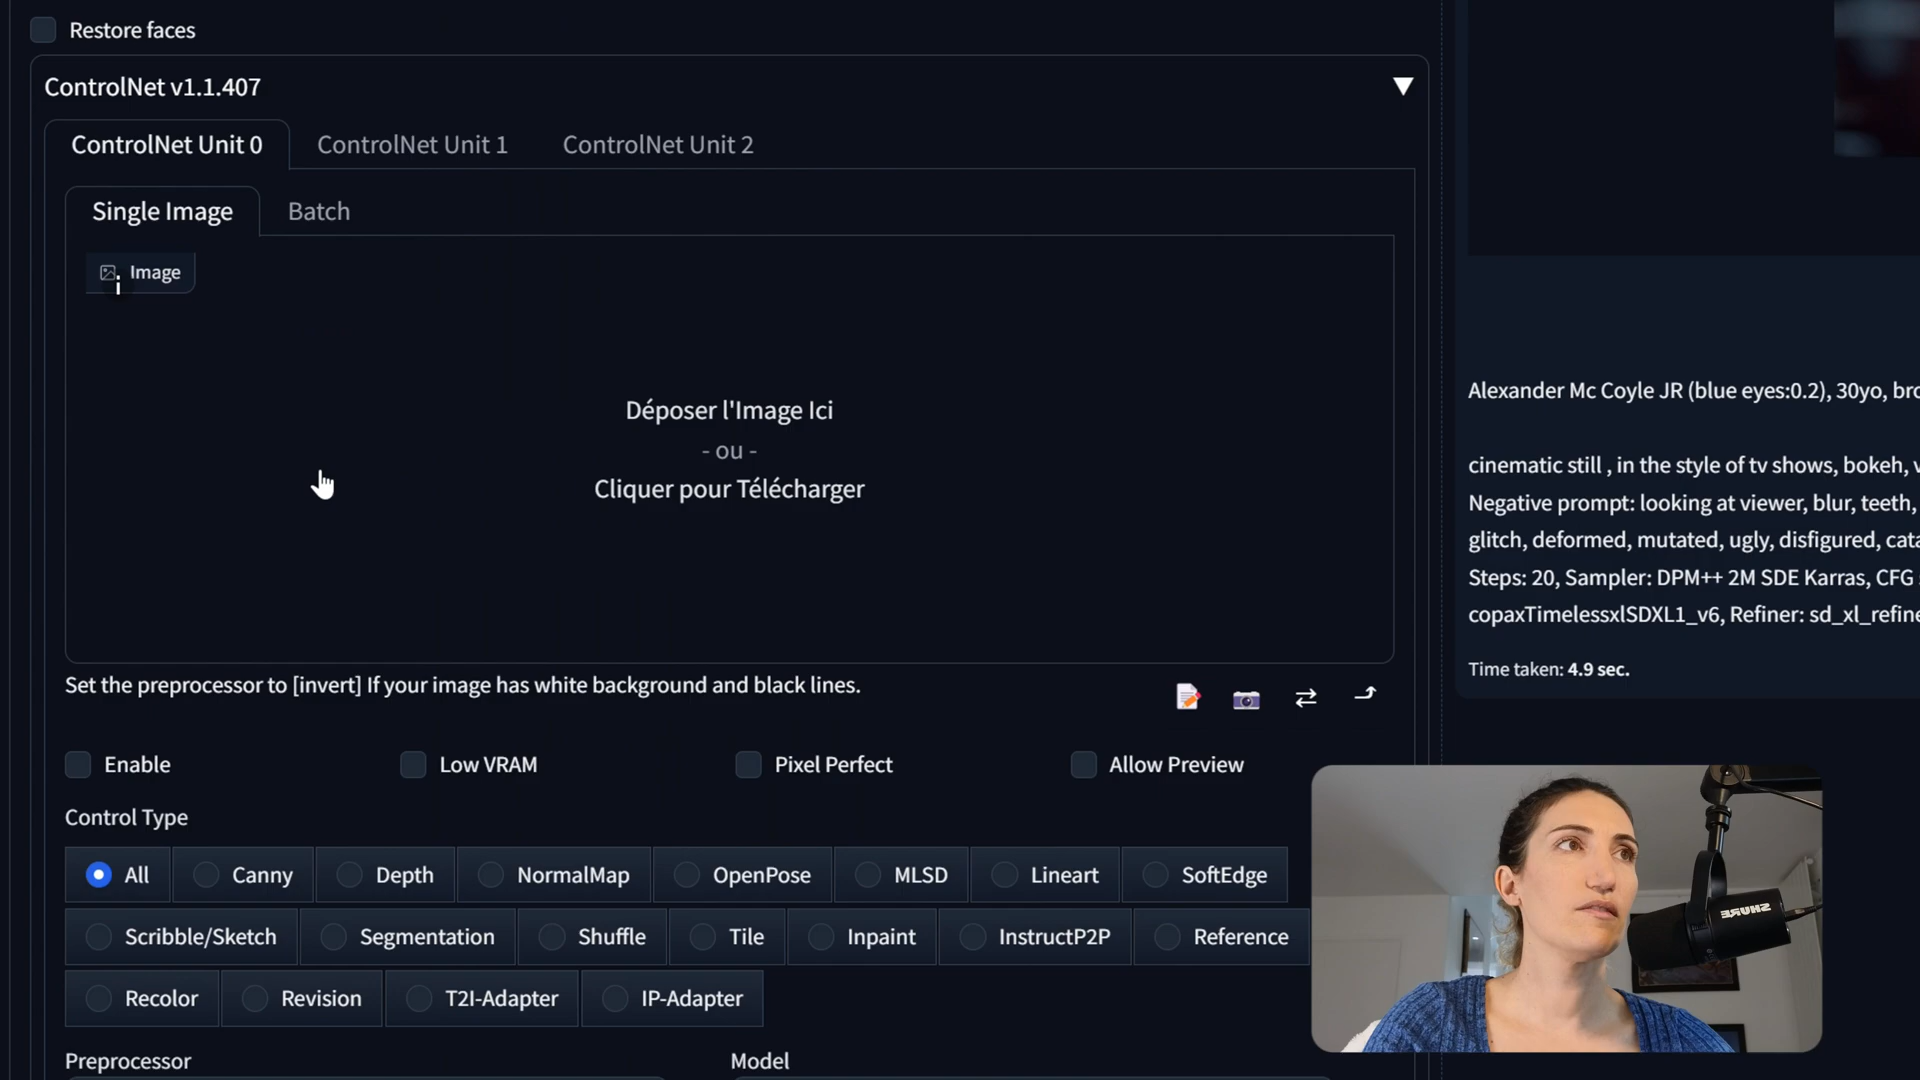 Restore faces
ControlNet v1.1.407
ControlNet Unit 0
ControlNet Unit 1
ControlNet Unit 2
Single Image
Batch
Image
Déposer l'Image Ici
- ou -
Cliquer pour Télécharger
Set the preprocessor to [invert] If your image has white background and black lines.
Enable
Low VRAM
Pixel Perfect
Allow Preview
Control Type
All
Canny
Depth
NormalMap
OpenPose
MLSD
Lineart
SoftEdge
Scribble/Sketch
Segmentation
Shuffle
Tile
Inpaint
InstructP2P
Reference
Recolor
Revision
T2I-Adapter
IP-Adapter
Preprocessor
Model
Alexander Mc Coyle JR (blue eyes:0.2), 30yo,
cinematic still , in the style of tv shows, bokeh,
Negative prompt: looking at viewer, blur, teeth,
glitch, deformed, mutated, ugly, disfigured,
Steps: 20, Sampler: DPM++ 2M SDE Karras, CFG
copaxTimelessxlSDXL1_v6, Refiner:
Time taken: 4.9 sec.
SHURE